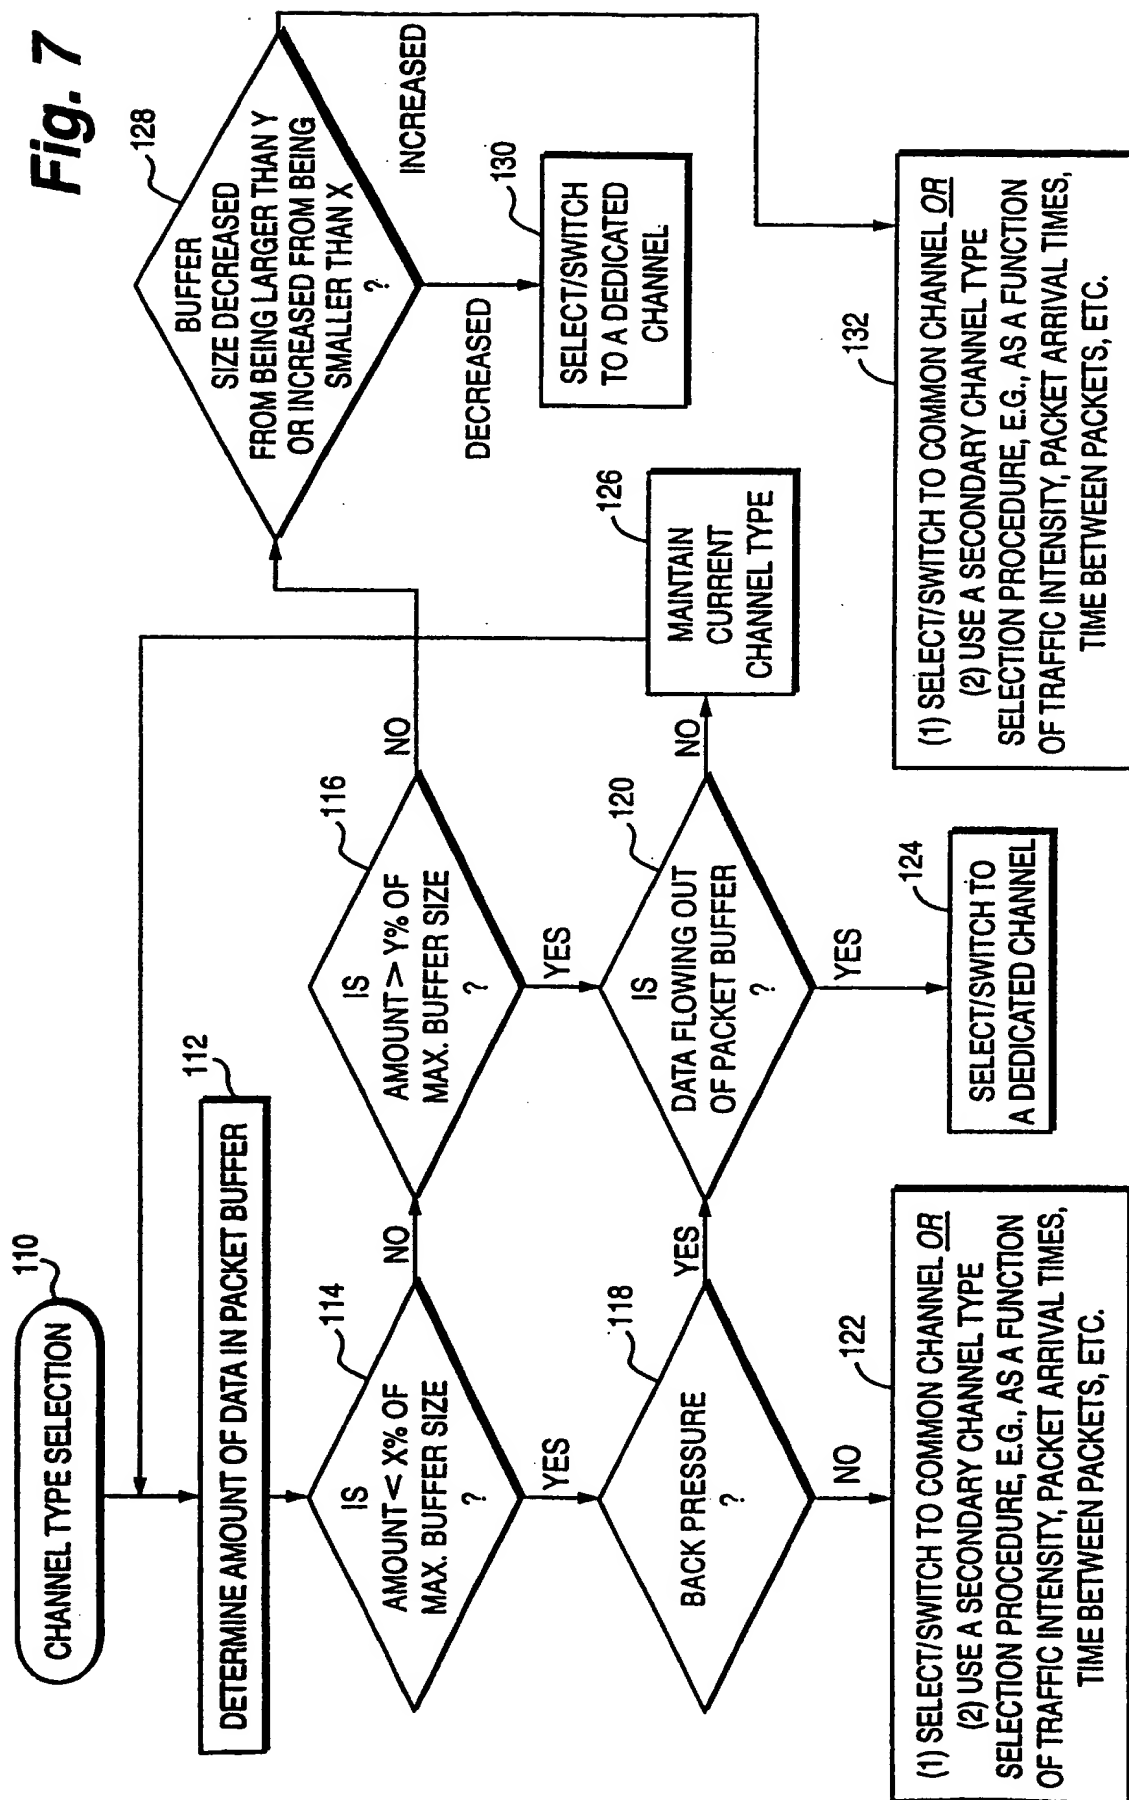 Fig. 7
CHANNEL TYPE SELECTION
110
DETERMINE AMOUNT OF DATA IN PACKET BUFFER
112
IS
AMOUNT < X% OF
MAX. BUFFER SIZE
?
114
NO
YES
IS
AMOUNT > Y% OF
MAX. BUFFER SIZE
?
116
NO
YES
BUFFER
SIZE DECREASED
FROM BEING LARGER THAN Y
OR INCREASED FROM BEING
SMALLER THAN X
?
128
INCREASED
DECREASED
SELECT/SWITCH
TO A DEDICATED
CHANNEL
130
BACK PRESSURE
?
118
YES
NO
IS
DATA FLOWING OUT
OF PACKET BUFFER
?
120
NO
YES
MAINTAIN
CURRENT
CHANNEL TYPE
126
(1) SELECT/SWITCH TO COMMON CHANNEL OR
(2) USE A SECONDARY CHANNEL TYPE
SELECTION PROCEDURE, E.G., AS A FUNCTION
OF TRAFFIC INTENSITY, PACKET ARRIVAL TIMES,
TIME BETWEEN PACKETS, ETC.
122
SELECT/SWITCH TO
A DEDICATED CHANNEL
124
(1) SELECT/SWITCH TO COMMON CHANNEL OR
(2) USE A SECONDARY CHANNEL TYPE
SELECTION PROCEDURE, E.G., AS A FUNCTION
OF TRAFFIC INTENSITY, PACKET ARRIVAL TIMES,
TIME BETWEEN PACKETS, ETC.
132